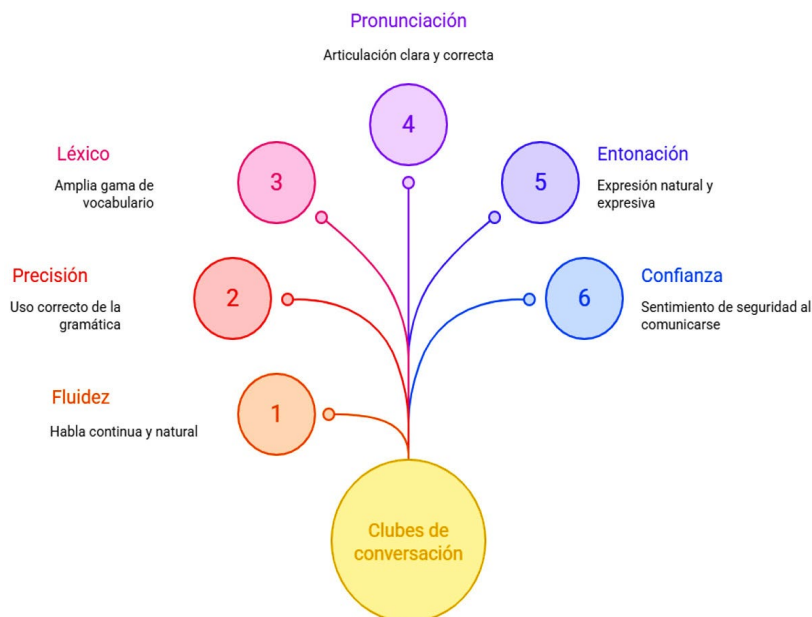 Pronunciación
Articulación clara y correcta
4
Léxico
Amplia gama de
vocabulario
3
5
Entonación
Expresión natural y
expresiva
Precisión
Uso correcto de la
gramática
2
6
Confianza
Sentimiento de seguridad al
comunicarse
Fluidez
Habla continua y natural
1
Clubes de
conversación